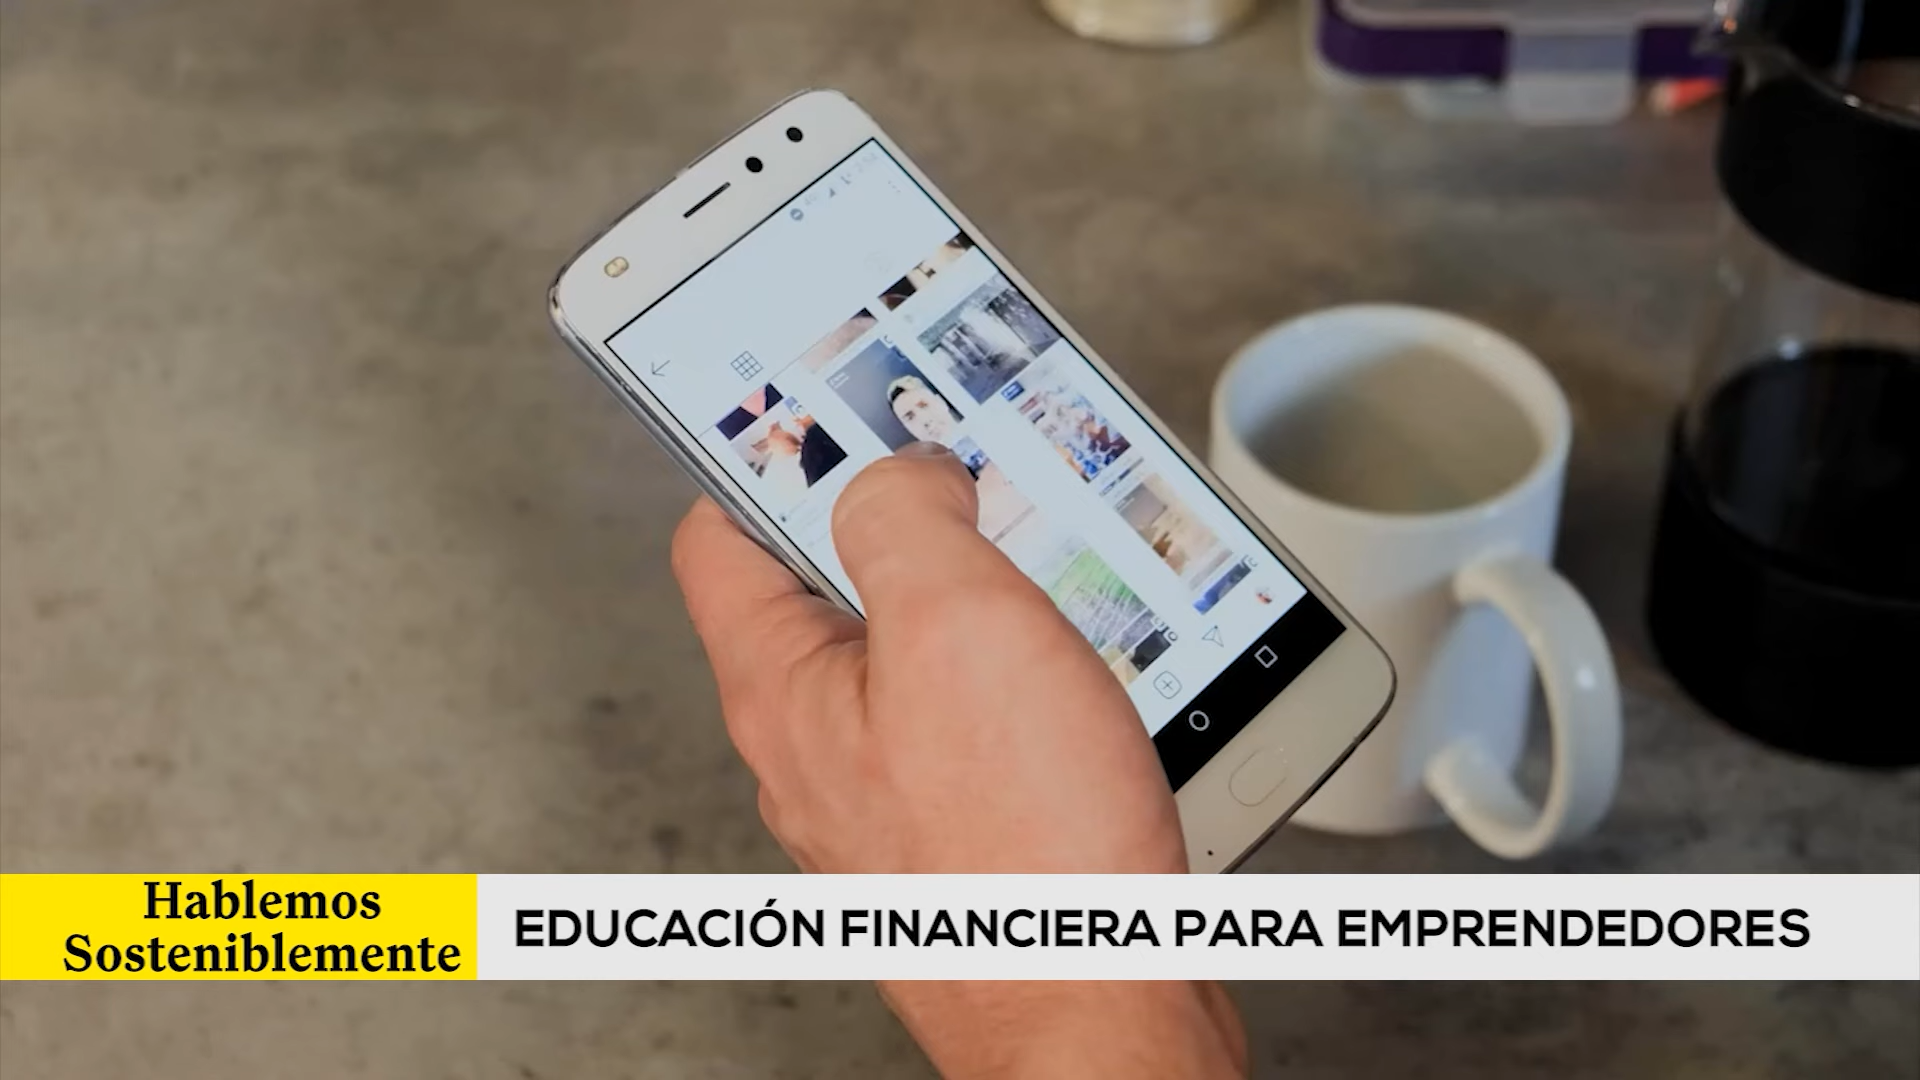 Hablemos
Sosteniblemente
EDUCACIÓN FINANCIERA PARA EMPRENDEDORES